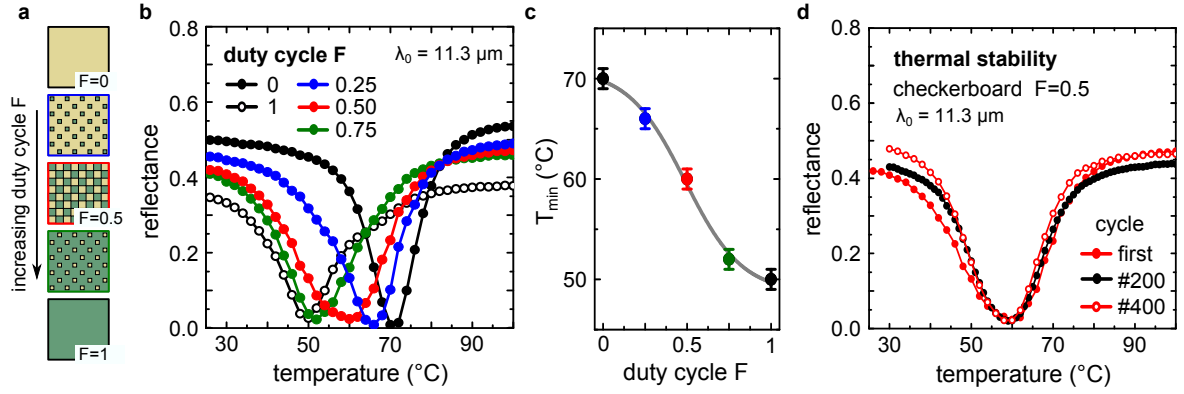 a
F=0
F=0.5
F=1
increasing duty cycle F
b
duty cycle F
λ₀ = 11.3 µm
0
1
0.25
0.50
0.75
0.8
0.6
0.4
0.2
0.0
reflectance
30 50 70 90
temperature (°C)
c
70
60
50
T_min (°C)
0 0.5 1
duty cycle F
d
thermal stability
checkerboard F=0.5
λ₀ = 11.3 µm
cycle
first
#200
#400
0.8
0.6
0.4
0.2
0.0
reflectance
30 50 70 90
temperature (°C)